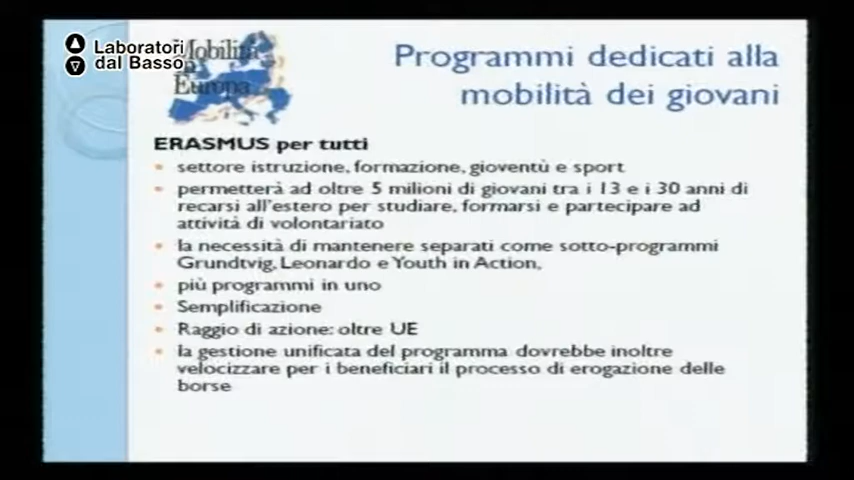 Laboratori
dal Basso
Mobilità
Europa
Programmi dedicati alla
mobilità dei giovani
ERASMUS per tutti
settore istruzione, formazione, gioventù e sport
permetterà ad oltre 5 milioni di giovani tra i 13 e i 30 anni di
recarsi all'estero per studiare, formarsi e partecipare ad
attività di volontariato
la necessità di mantenere separati come sotto-programmi
Grundtvig, Leonardo e Youth in Action,
più programmi in uno
Semplificazione
Raggio di azione: oltre UE
la gestione unificata del programma dovrebbe inoltre
velocizzare per i beneficiari il processo di erogazione delle
borse